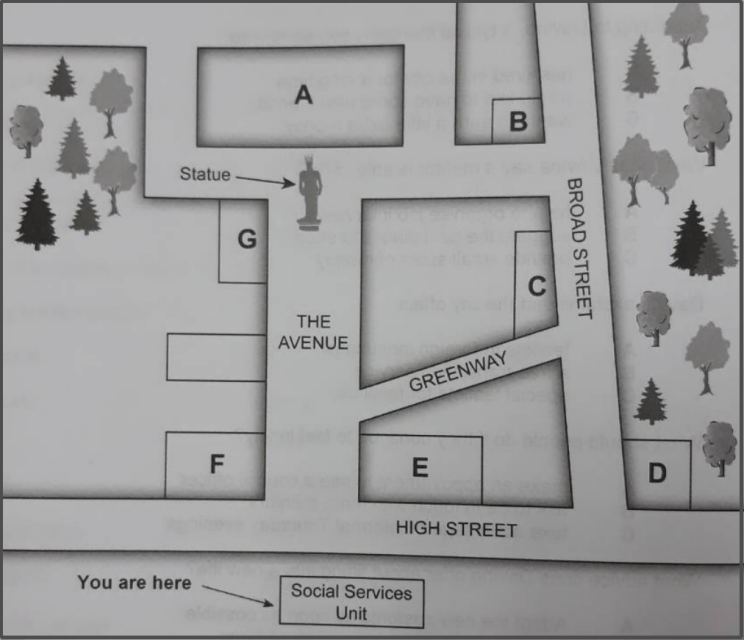 A
B
Statue
G
BROAD STREET
C
THE
AVENUE
GREENWAY
F
E
D
HIGH STREET
You are here
Social Services
Unit